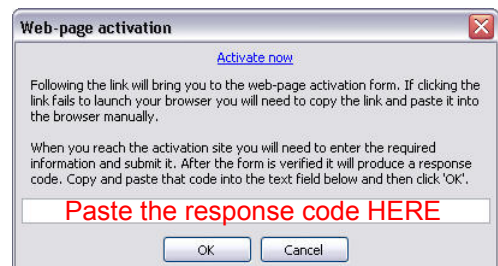 Web-page activation
Activate now
Following the link will bring you to the web-page activation form. If clicking the
link fails to launch your browser you will need to copy the link and paste it into
the browser manually.
When you reach the activation site you will need to enter the required
information and submit it. After the form is verified it will produce a response
code. Copy and paste that code into the text field below and then click 'OK'.
Paste the response code HERE
OK Cancel